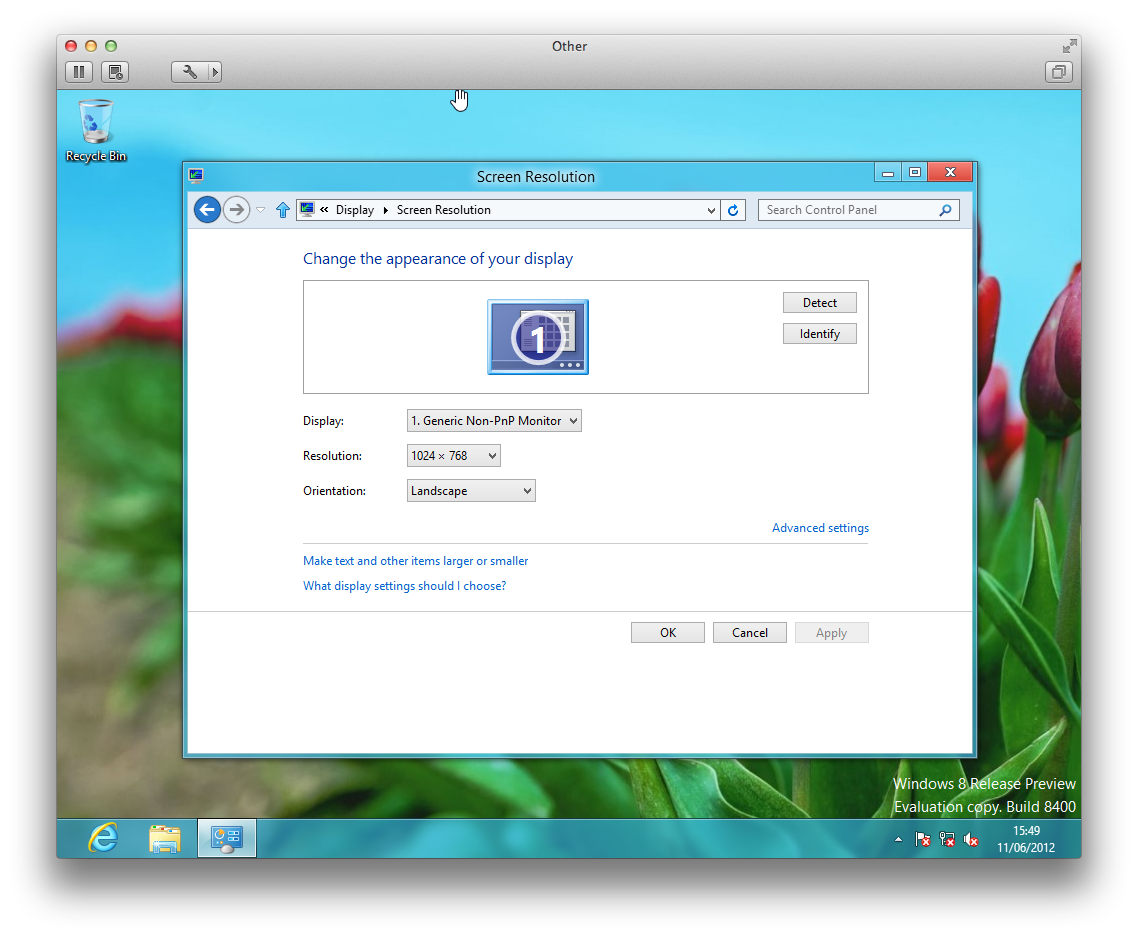 Other
Recycle Bin
Screen Resolution
« Display Screen Resolution
Search Control Panel
Change the appearance of your display
1
Detect
Identify
Display: 1. Generic Non-PnP Monitor
Resolution: 1024 × 768
Orientation: Landscape
Advanced settings
Make text and other items larger or smaller
What display settings should I choose?
OK Cancel Apply
Windows 8 Release Preview
Evaluation copy. Build 8400
15:49
11/06/2012